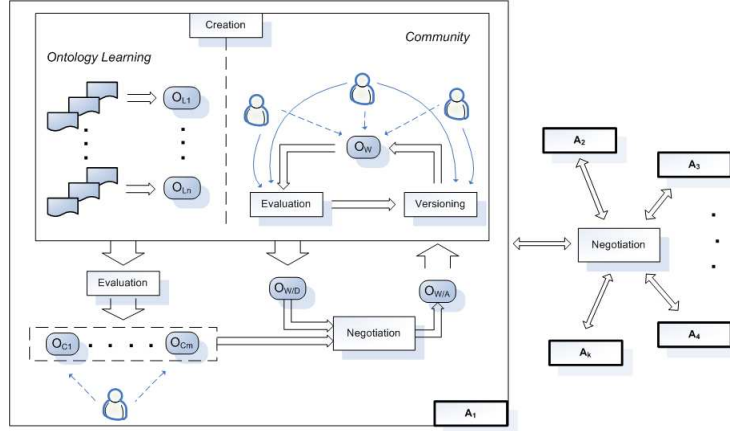 Creation
Ontology Learning
Community
O_L1
O_W
O_Ln
Evaluation
Versioning
A_2
A_3
Negotiation
Evaluation
O_W/D
O_W/A
Negotiation
O_C1
O_Cm
A_k
A_4
A_1